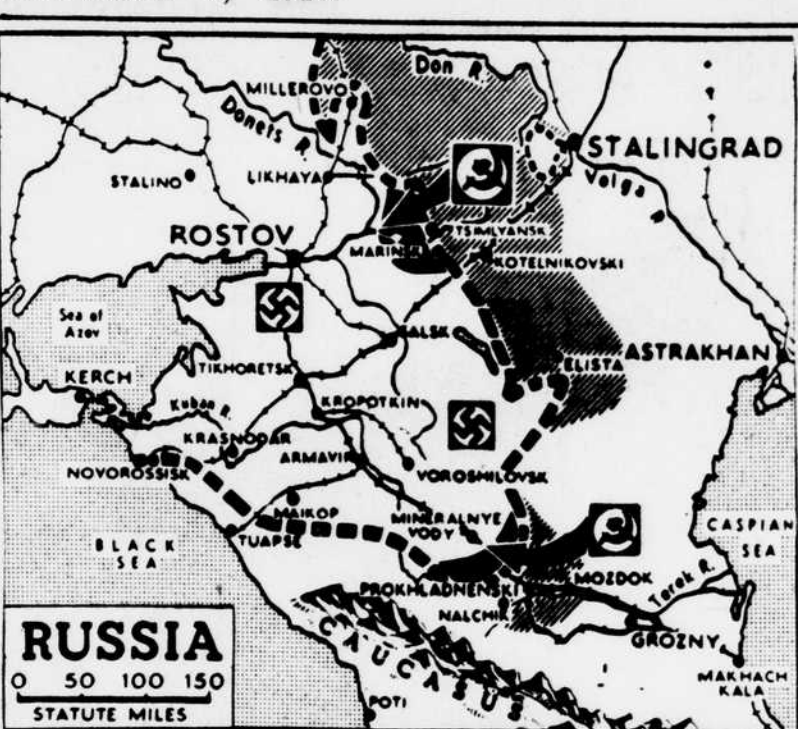 MILLEROVO
Don R.
Donets R.
STALINGRAD
STALINO
LIKHAYA
Volga R.
ROSTOV
TSIMLYANSK
KOTELNIKOVSKI
Sea of
Azov
SALSK
ELISTA
ASTRAKHAN
TIKHORETSK
KERCH
Kuban R.
KROPOTKIN
KRASNODAR
ARMAVIR
VOROSHILOVSK
NOVOROSSISK
MAIKOP
MINERALNYE
VODY
CASPIAN
SEA
BLACK
SEA
TUAPSE
PROKHLADNENSKI
MOZDOK
Terek R.
NALCHIK
GROZNY
RUSSIA
CAUCASUS
MAKHACH
KALA
0 50 100 150
STATUTE MILES
POTI